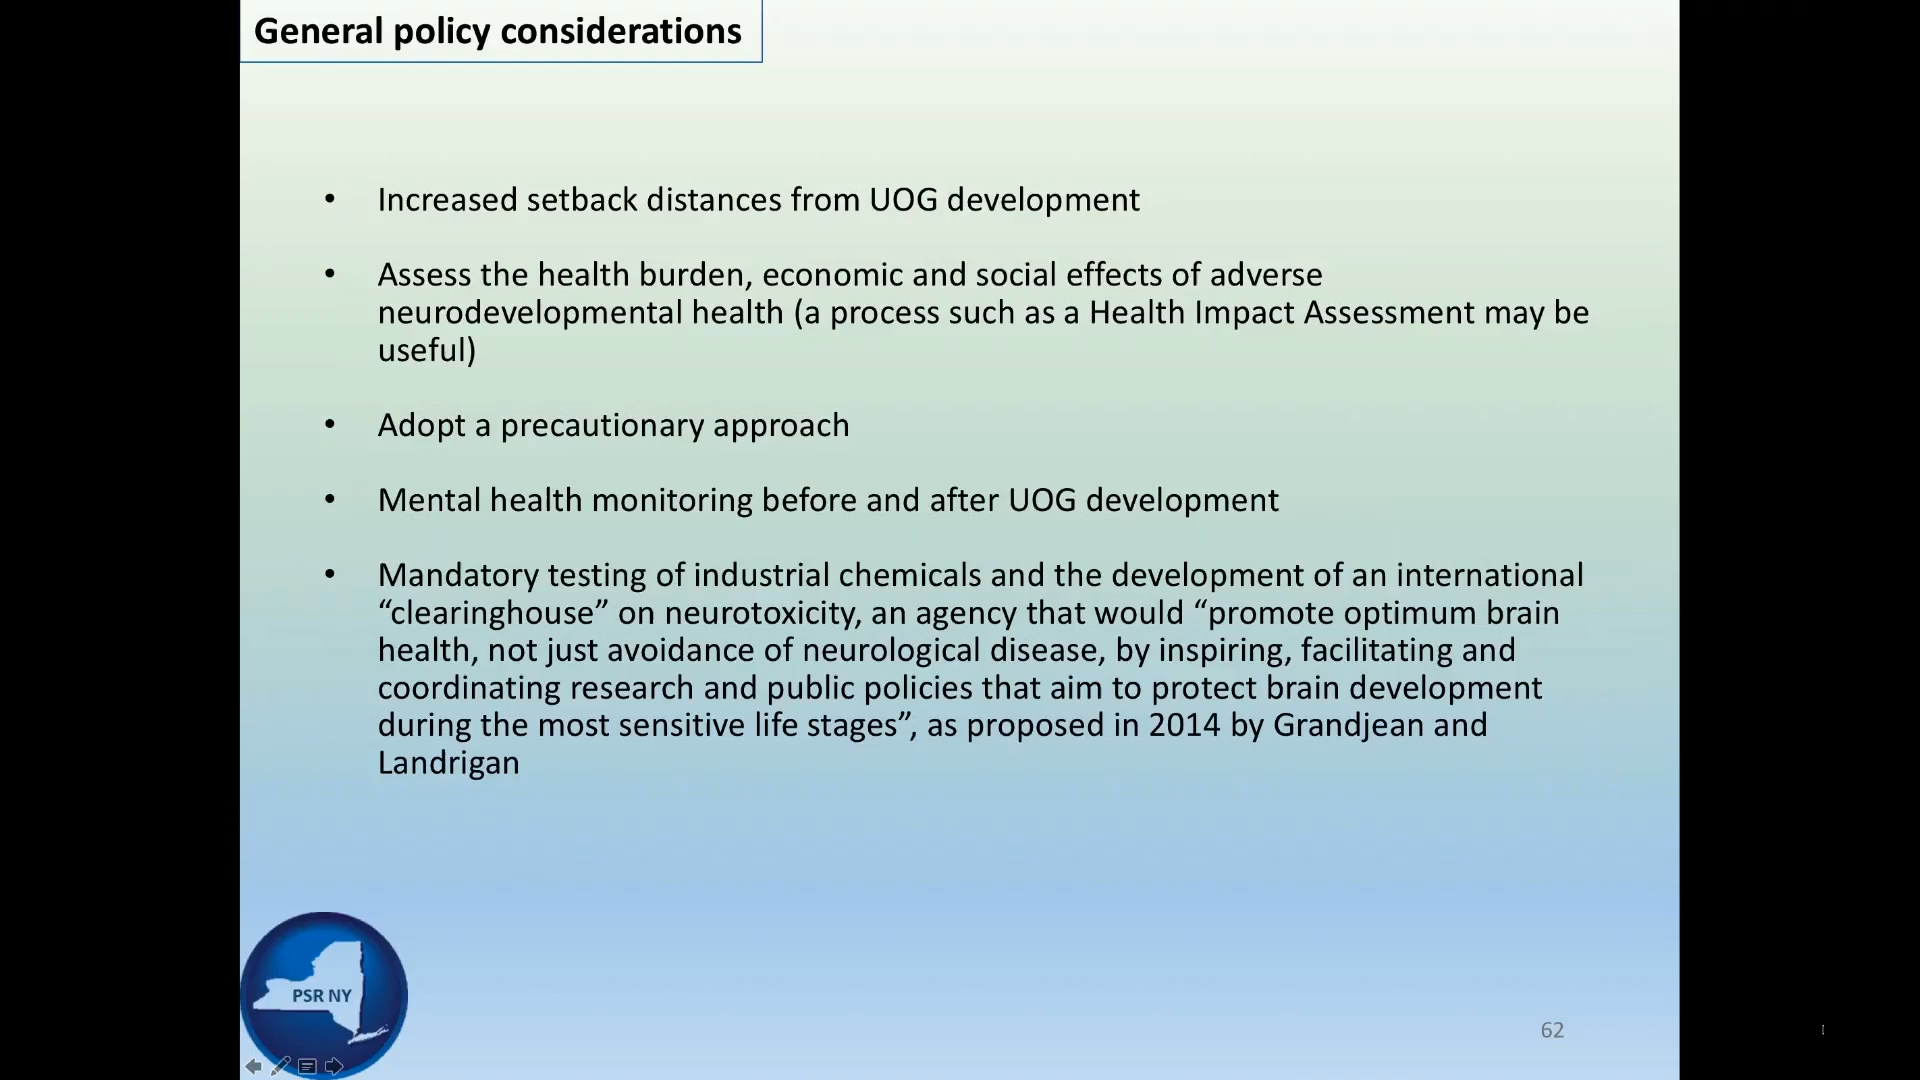 General policy considerations
• Increased setback distances from UOG development
• Assess the health burden, economic and social effects of adverse
neurodevelopmental health (a process such as a Health Impact Assessment may be
useful)
• Adopt a precautionary approach
• Mental health monitoring before and after UOG development
• Mandatory testing of industrial chemicals and the development of an international
“clearinghouse” on neurotoxicity, an agency that would “promote optimum brain
health, not just avoidance of neurological disease, by inspiring, facilitating and
coordinating research and public policies that aim to protect brain development
during the most sensitive life stages”, as proposed in 2014 by Grandjean and
Landrigan
PSR NY
62